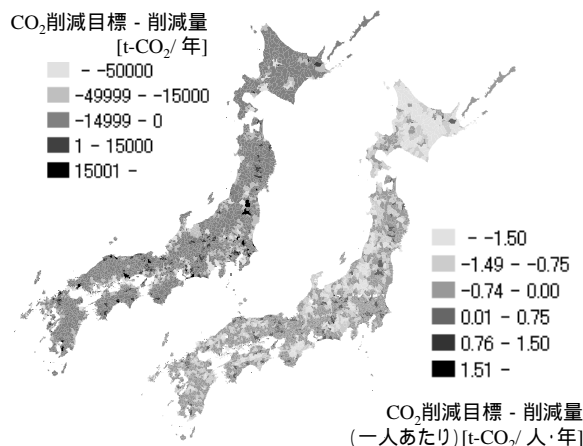 CO₂削減目標 - 削減量
[t-CO₂/ 年]
- -50000
-49999 - -15000
-14999 - 0
1 - 15000
15001 -
- -1.50
-1.49 - -0.75
-0.74 - 0.00
0.01 - 0.75
0.76 - 1.50
1.51 -
CO₂削減目標 - 削減量
(一人あたり)[t-CO₂/ 人･年]